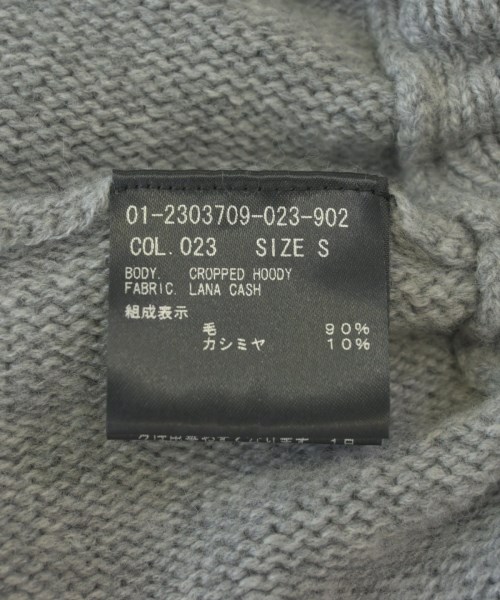 01-2303709-023-902
COL. 023 SIZE S
BODY. CROPPED HOODY
FABRIC. LANA CASH
組成表示
毛 90%
カシミヤ 10%